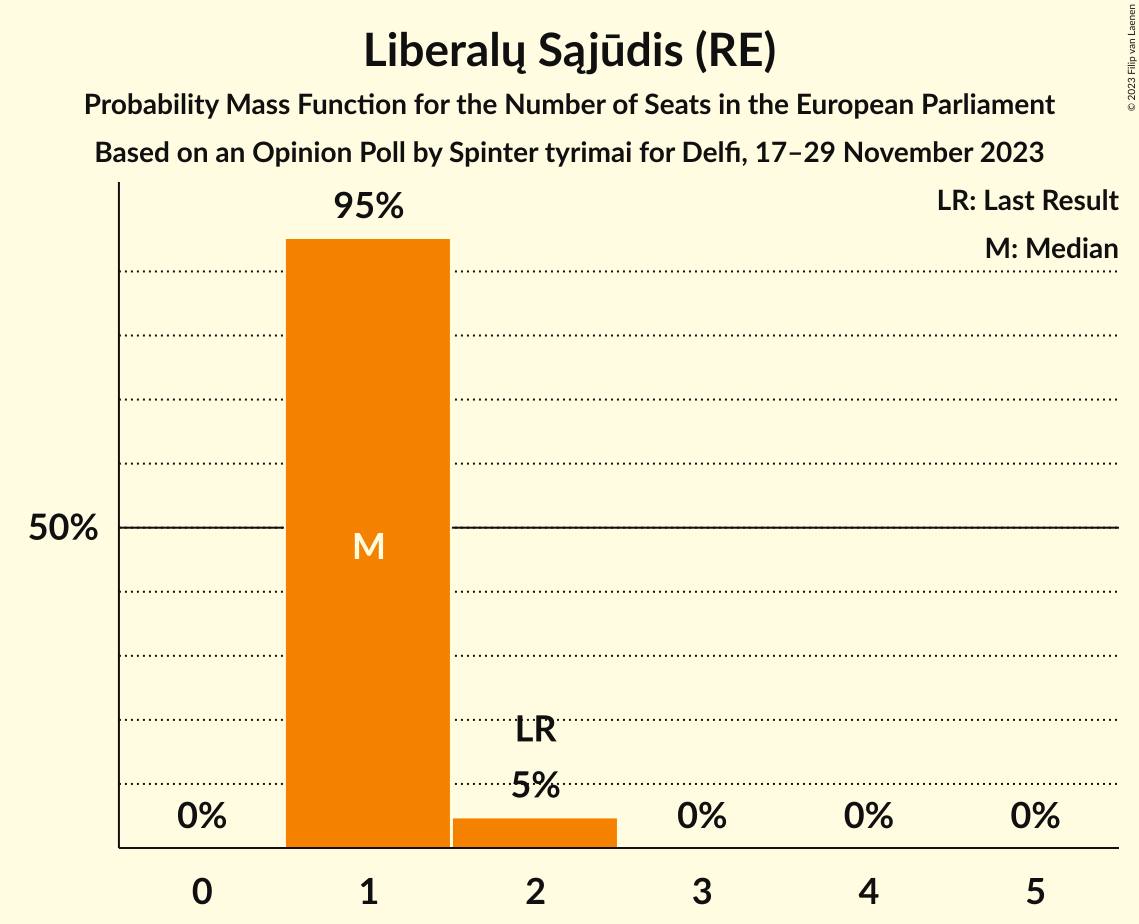 Liberalų Sąjūdis (RE)
Probability Mass Function for the Number of Seats in the European Parliament
Based on an Opinion Poll by Spinter tyrimai for Delfi, 17–29 November 2023
© 2023 Filip van Laenen
LR: Last Result
M: Median
95%
50%
M
LR
5%
0%
0%
0%
0%
0 1 2 3 4 5